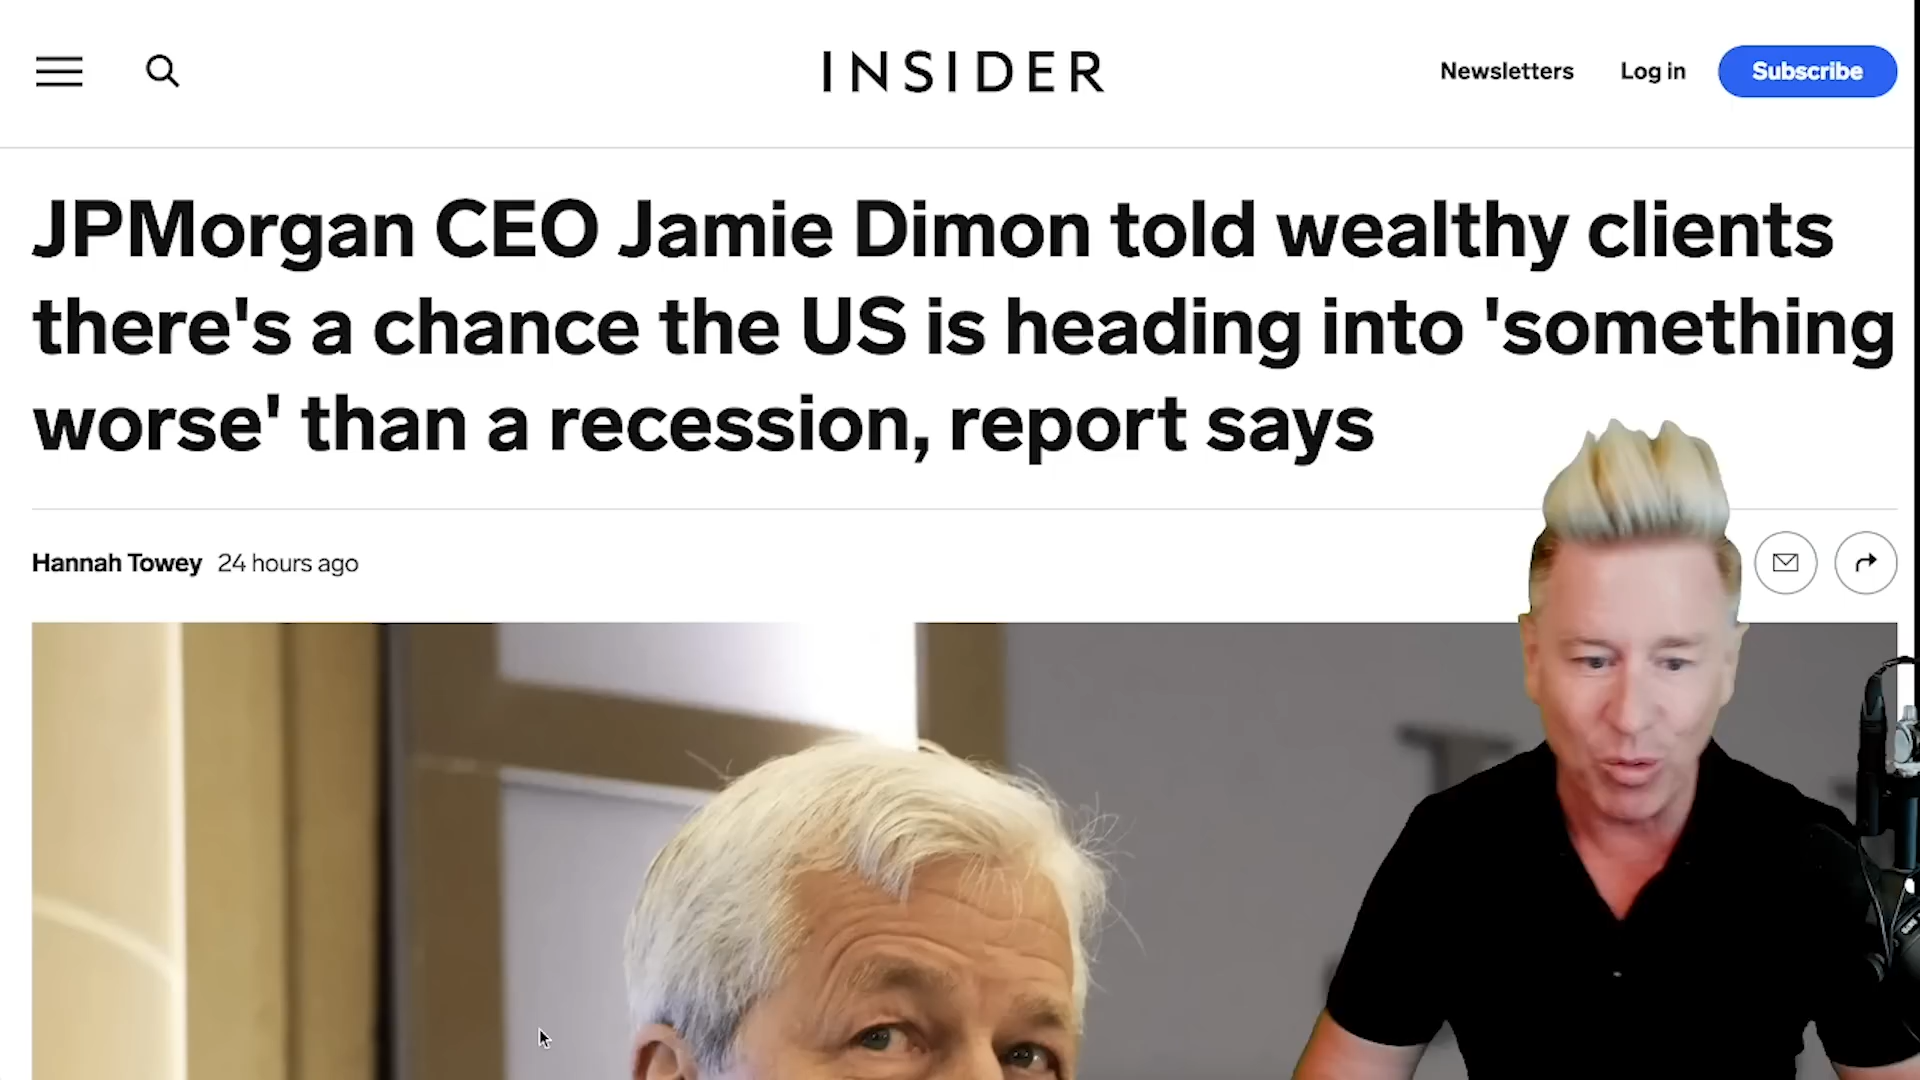 INSIDER
Newsletters
Log in
Subscribe
JPMorgan CEO Jamie Dimon told wealthy clients
there's a chance the US is heading into 'something
worse' than a recession, report says
Hannah Towey 24 hours ago